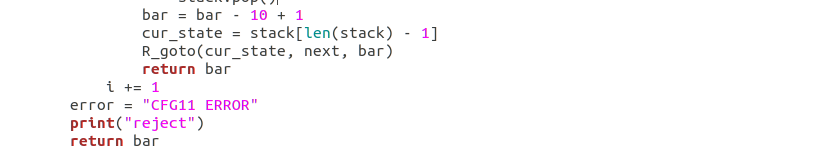 stack.pop()
bar = bar - 10 + 1
cur_state = stack[len(stack) - 1]
R_goto(cur_state, next, bar)
return bar
i += 1
error = "CFG11 ERROR"
print("reject")
return bar